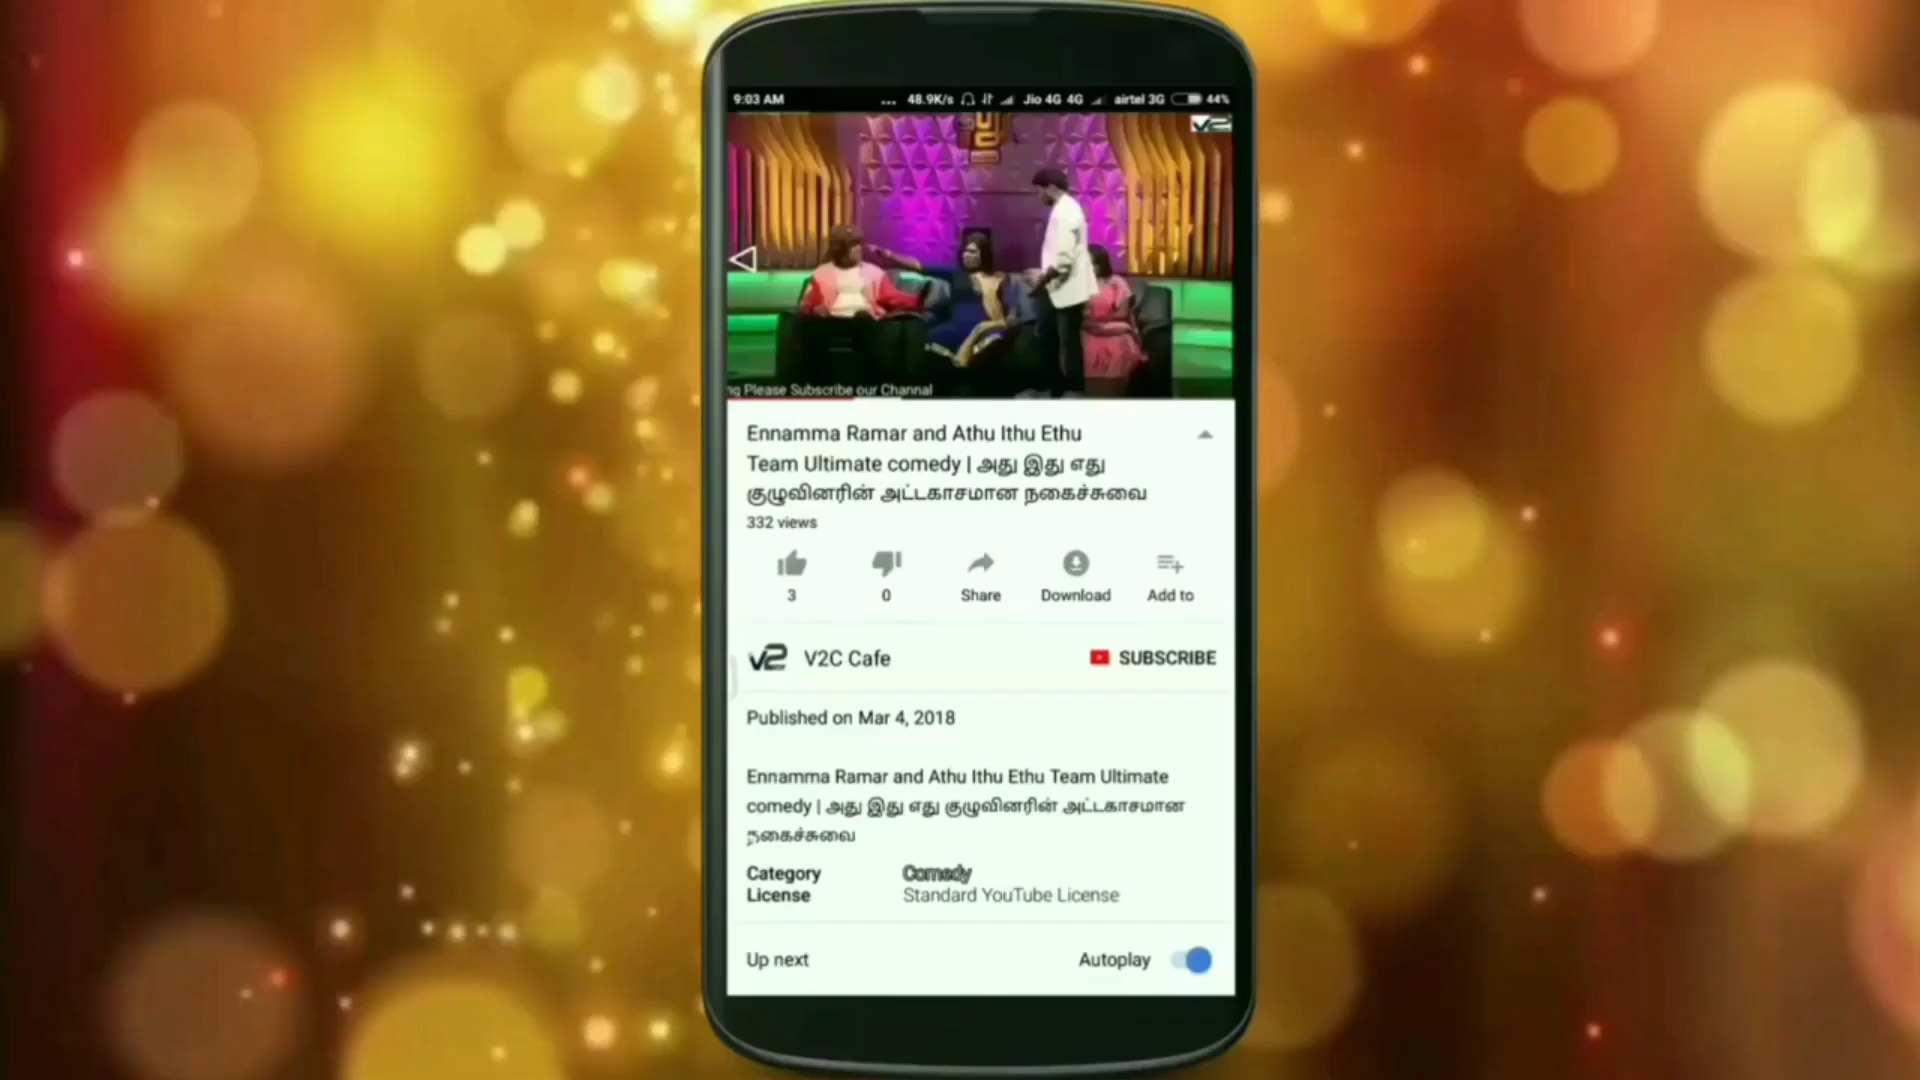 9:03 AM ... 48.9K/s Jio 4G 4G airtel 3G 44%
V2
Please Subscribe our Channal
Ennamma Ramar and Athu Ithu Ethu
Team Ultimate comedy | அது இது எது
குழுவினரின் அட்டகாசமான நகைச்சுவை
332 views
3 0 Share Download Add to
v2 V2C Cafe SUBSCRIBE
Published on Mar 4, 2018
Ennamma Ramar and Athu Ithu Ethu Team Ultimate
comedy | அது இது எது குழுவினரின் அட்டகாசமான
நகைச்சுவை
Category Comedy
License Standard YouTube License
Up next Autoplay